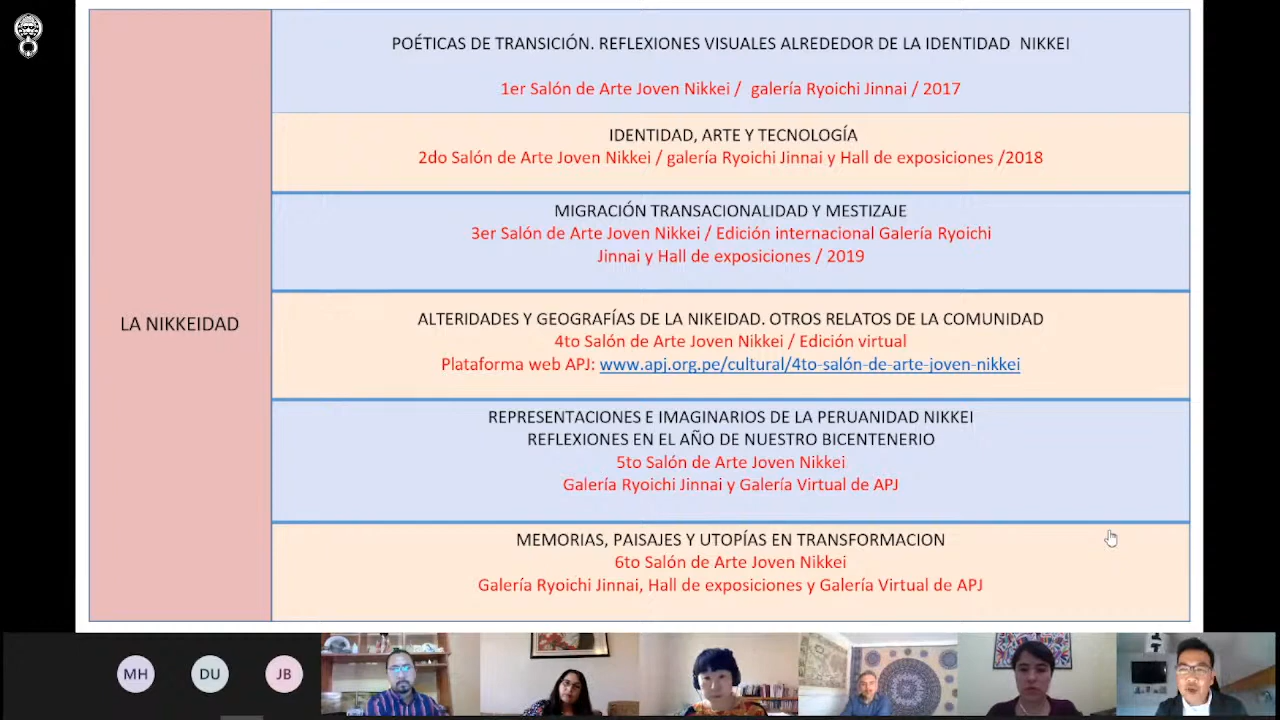 LA NIKKEIDAD
POÉTICAS DE TRANSICIÓN. REFLEXIONES VISUALES ALREDEDOR DE LA IDENTIDAD NIKKEI
1er Salón de Arte Joven Nikkei / galería Ryoichi Jinnai / 2017
IDENTIDAD, ARTE Y TECNOLOGÍA
2do Salón de Arte Joven Nikkei / galería Ryoichi Jinnai y Hall de exposiciones /2018
MIGRACIÓN TRANSACIONALIDAD Y MESTIZAJE
3er Salón de Arte Joven Nikkei / Edición internacional Galería Ryoichi
Jinnai y Hall de exposiciones / 2019
ALTERIDADES Y GEOGRAFÍAS DE LA NIKEIDAD. OTROS RELATOS DE LA COMUNIDAD
4to Salón de Arte Joven Nikkei / Edición virtual
Plataforma web APJ: www.apj.org.pe/cultural/4to-salón-de-arte-joven-nikkei
REPRESENTACIONES E IMAGINARIOS DE LA PERUANIDAD NIKKEI
REFLEXIONES EN EL AÑO DE NUESTRO BICENTENERIO
5to Salón de Arte Joven Nikkei
Galería Ryoichi Jinnai y Galería Virtual de APJ
MEMORIAS, PAISAJES Y UTOPÍAS EN TRANSFORMACION
6to Salón de Arte Joven Nikkei
Galería Ryoichi Jinnai, Hall de exposiciones y Galería Virtual de APJ
MH
DU
JB